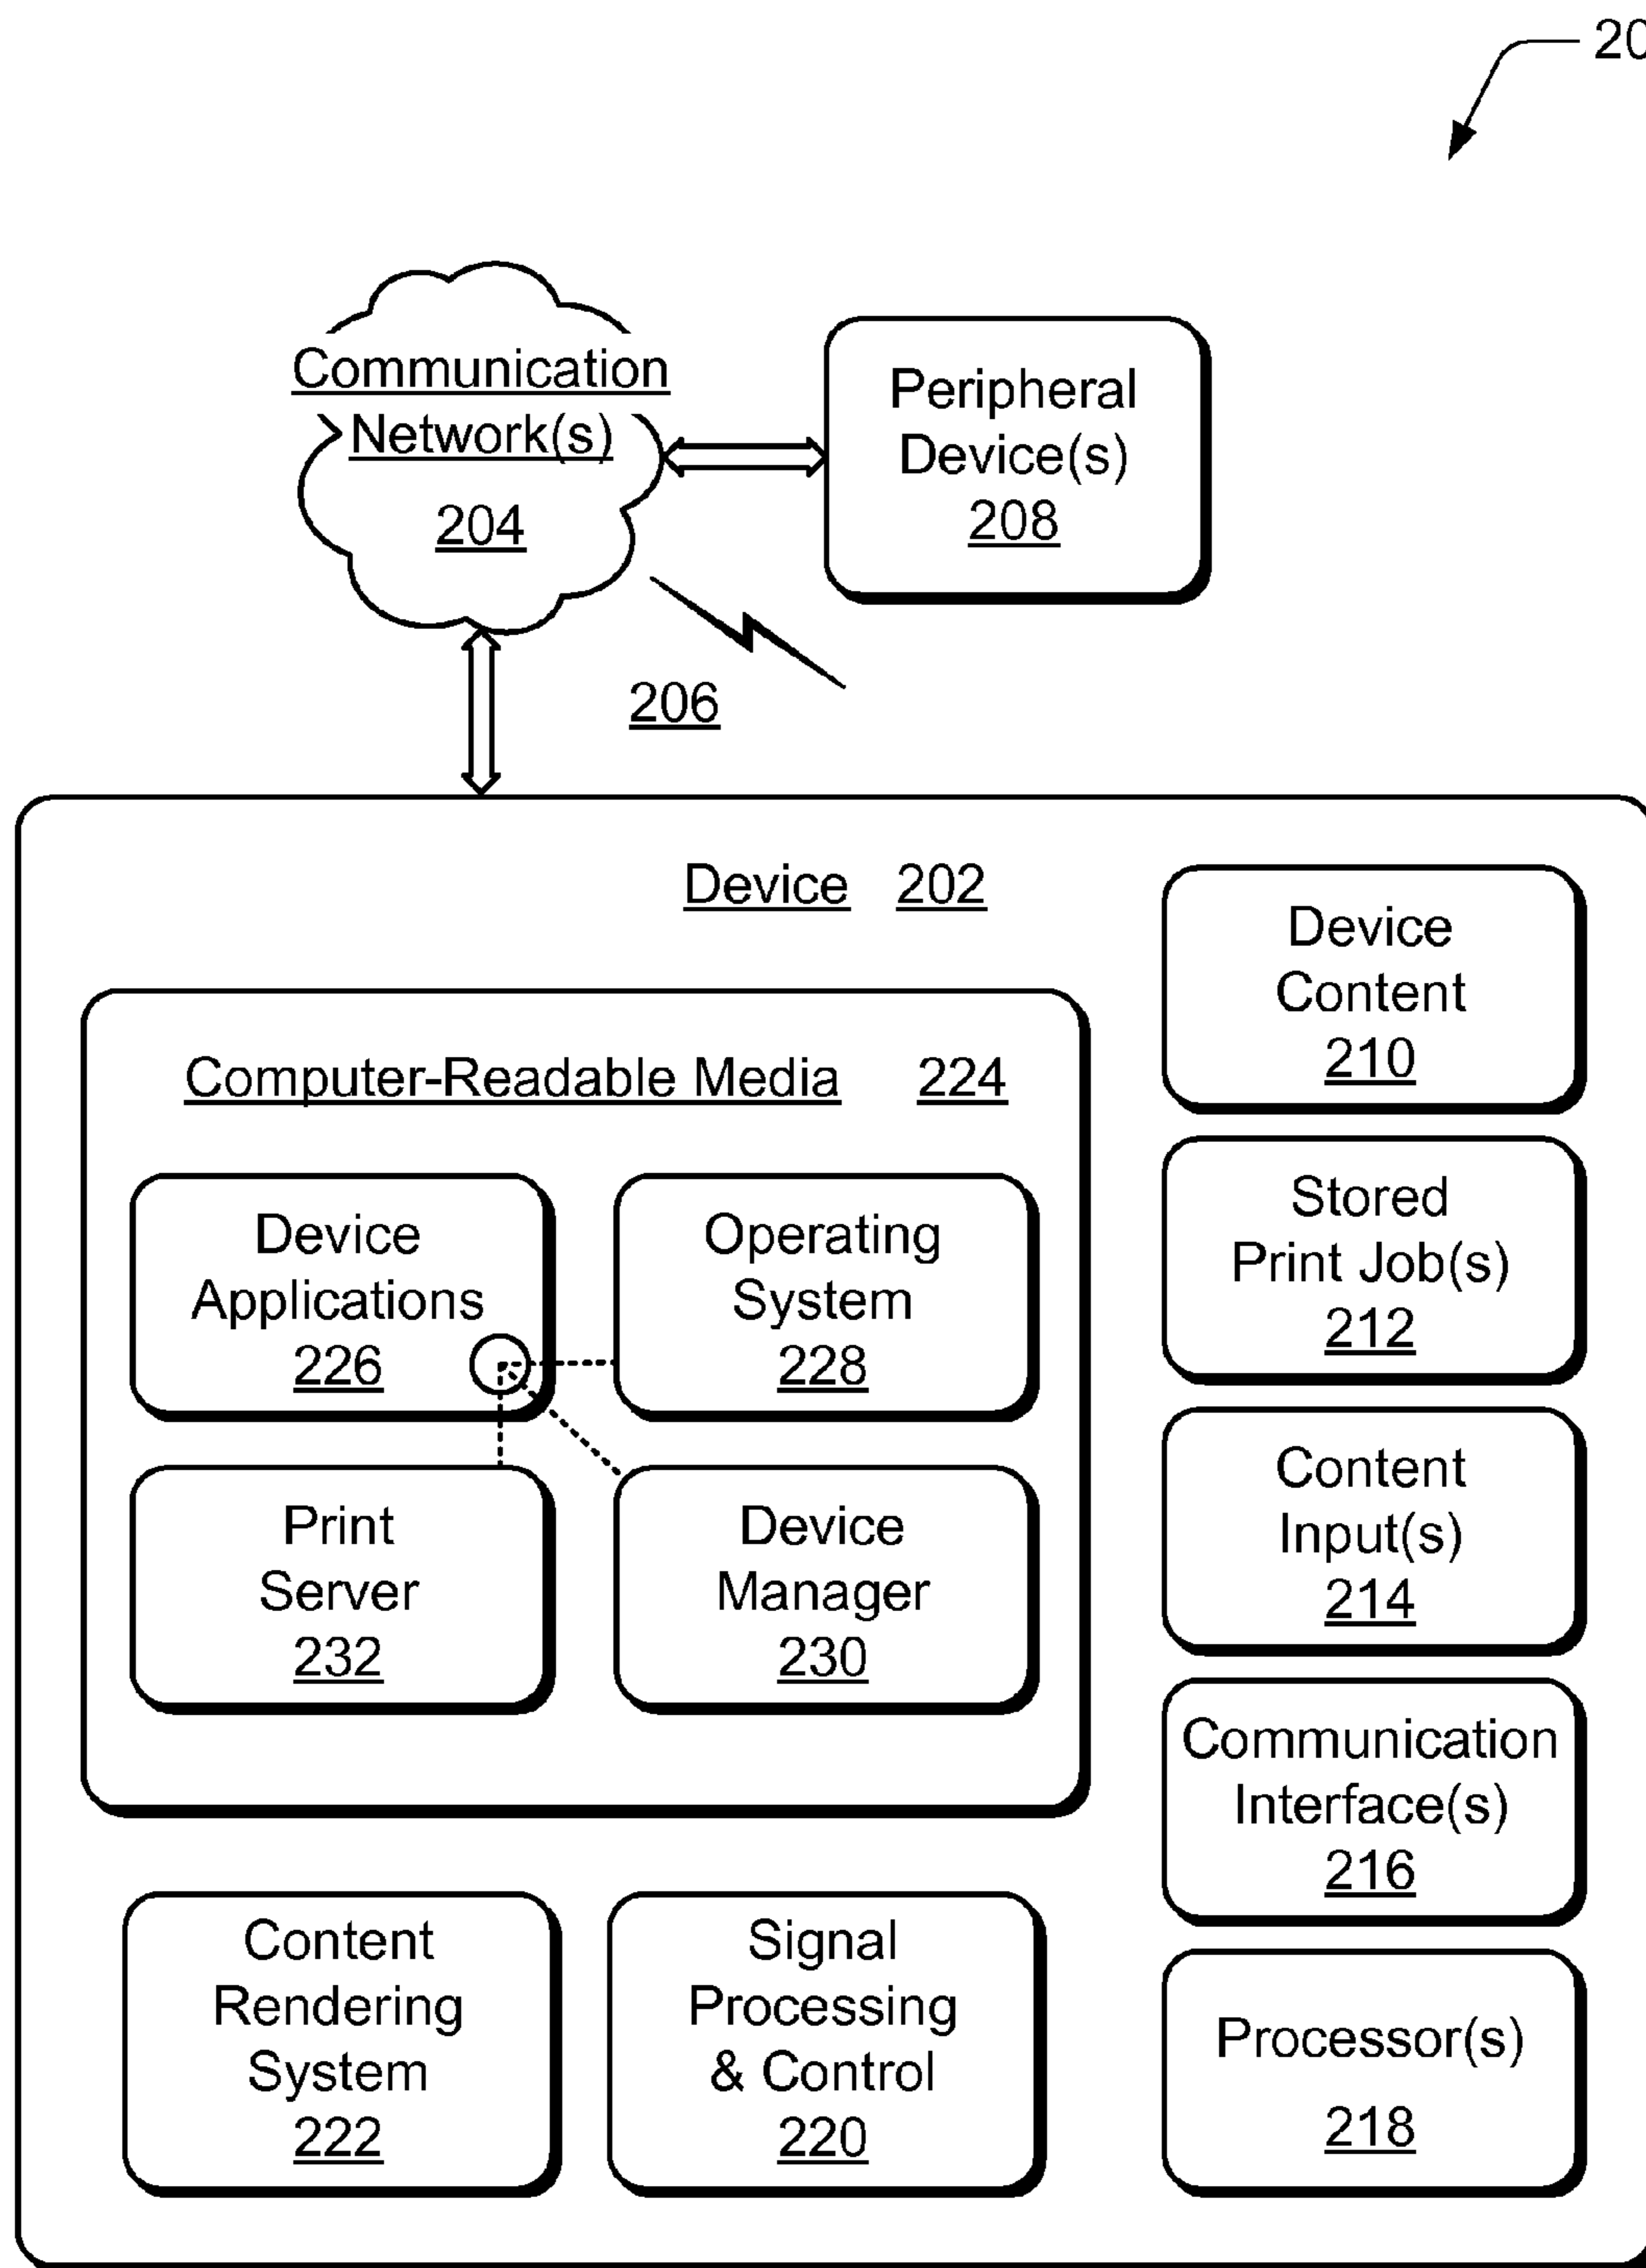 20
Communication
Network(s)
204
Peripheral
Device(s)
208
206
Device 202
Computer-Readable Media 224
Device
Applications
226
Operating
System
228
Print
Server
232
Device
Manager
230
Content
Rendering
System
222
Signal
Processing
& Control
220
Device
Content
210
Stored
Print Job(s)
212
Content
Input(s)
214
Communication
Interface(s)
216
Processor(s)
218